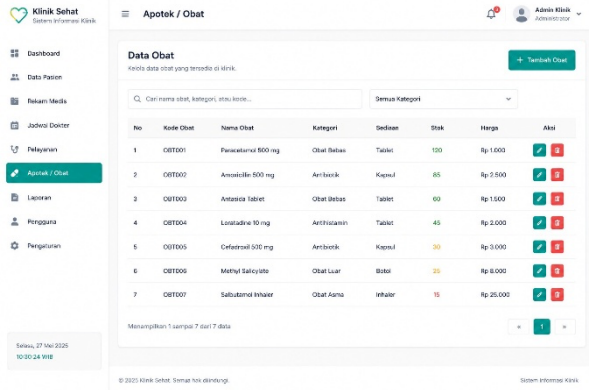 Klinik Sehat
Sistem Informasi Klinik
Apotek / Obat
Admin Klinik
Administrator
Dashboard
Data Pasien
Rekam Medis
Jadwal Dokter
Pelayanan
Apotek / Obat
Laporan
Pengguna
Pengaturan
Selasa, 27 Mei 2025
10:30:24 WIB
Data Obat
Kelola data obat yang tersedia di klinik.
+ Tambah Obat
Cari nama obat, kategori, atau kode...
Semua Kategori
No Kode Obat Nama Obat Kategori Sediaan Stok Harga Aksi
1 OBT001 Paracetamol 500 mg Obat Bebas Tablet 120 Rp 1.000
2 OBT002 Amoxicillin 500 mg Antibiotik Kapsul 85 Rp 2.500
3 OBT003 Antasida Tablet Obat Bebas Tablet 60 Rp 1.500
4 OBT004 Loratadine 10 mg Antihistamin Tablet 45 Rp 2.000
5 OBT005 Cefadroxil 500 mg Antibiotik Kapsul 30 Rp 3.000
6 OBT006 Methyl Salicylate Obat Luar Botol 25 Rp 8.000
7 OBT007 Salbutamol Inhaler Obat Asma Inhaler 15 Rp 25.000
Menampilkan 1 sampai 7 dari 7 data
« 1 »
© 2025 Klinik Sehat. Semua hak dilindungi.
Sistem Informasi Klinik